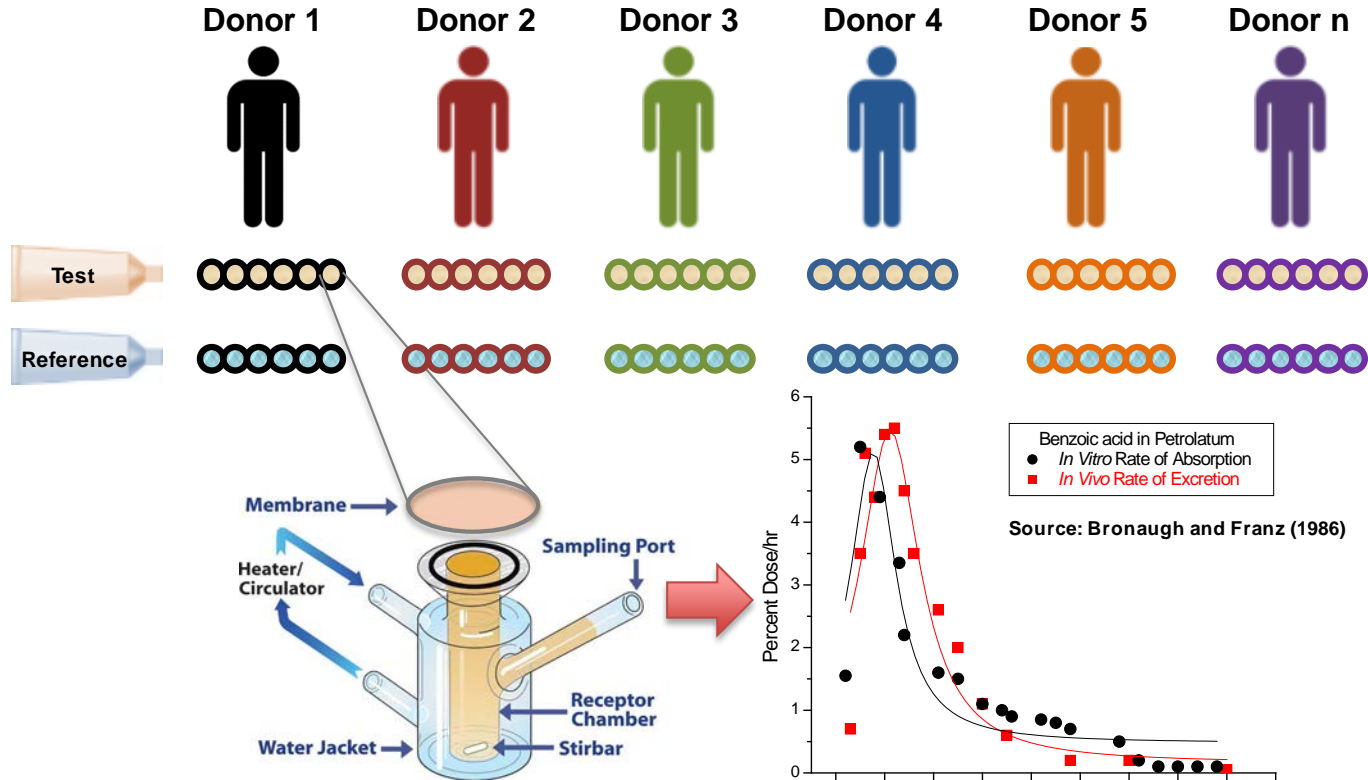 Donor 1 Donor 2 Donor 3 Donor 4 Donor 5 Donor n
Test
Reference
Membrane
Heater/
Circulator
Sampling Port
Receptor
Chamber
Water Jacket
Stirbar
6
5
4
3
2
1
0
Percent Dose/hr
Benzoic acid in Petrolatum
In Vitro Rate of Absorption
In Vivo Rate of Excretion
Source: Bronaugh and Franz (1986)